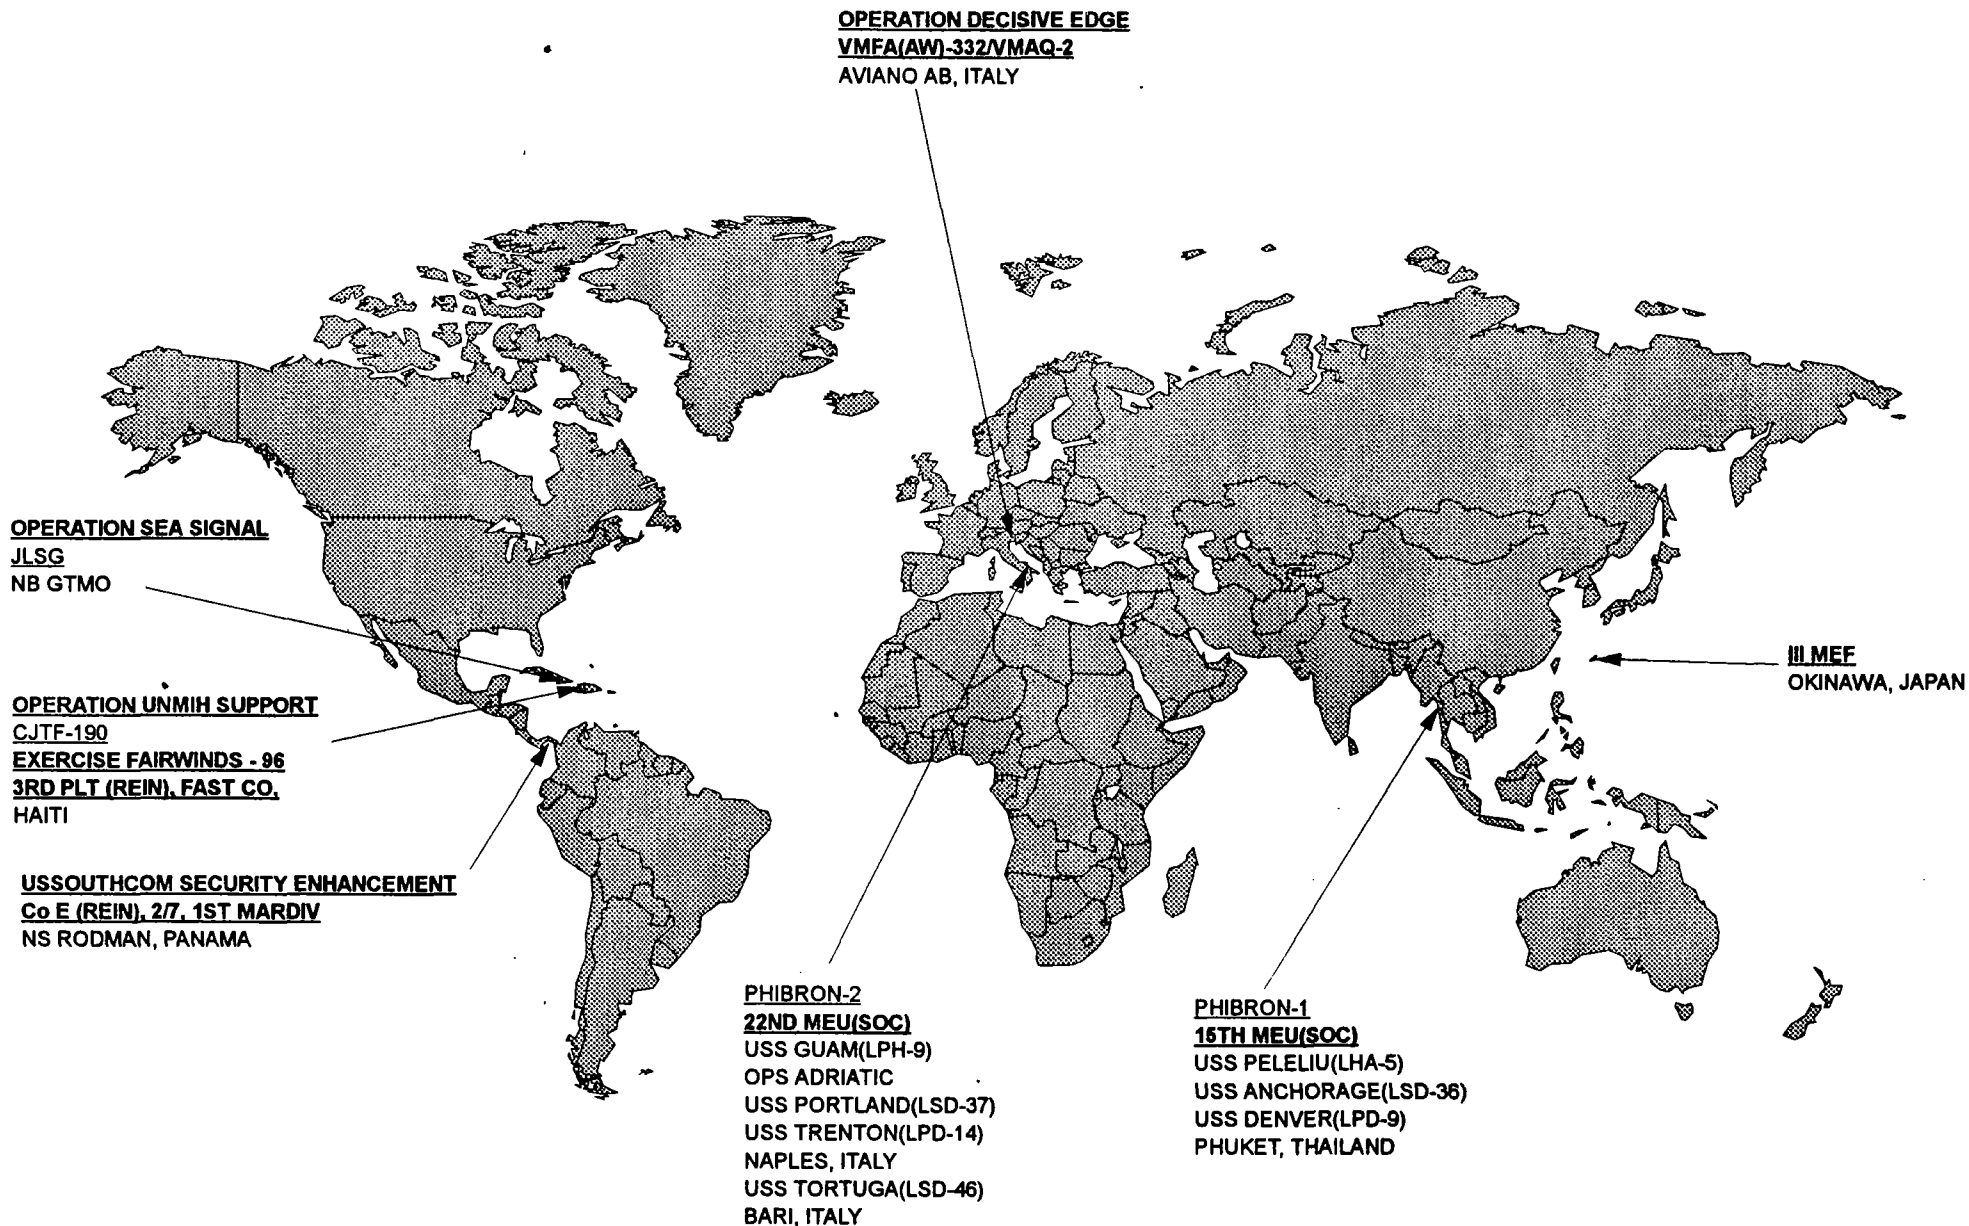 OPERATION DECISIVE EDGE
VMFA(AW)-332/VMAQ-2
AVIANO AB, ITALY
OPERATION SEA SIGNAL
JLSG
NB GTMO
OPERATION UNMIH SUPPORT
CJTF-190
EXERCISE FAIRWINDS - 96
3RD PLT (REIN), FAST CO,
HAITI
USSOUTHCOM SECURITY ENHANCEMENT
Co E (REIN), 2/7, 1ST MARDIV
NS RODMAN, PANAMA
III MEF
OKINAWA, JAPAN
PHIBRON-2
22ND MEU(SOC)
USS GUAM(LPH-9)
OPS ADRIATIC
USS PORTLAND(LSD-37)
USS TRENTON(LPD-14)
NAPLES, ITALY
USS TORTUGA(LSD-46)
BARI, ITALY
PHIBRON-1
15TH MEU(SOC)
USS PELELIU(LHA-5)
USS ANCHORAGE(LSD-36)
USS DENVER(LPD-9)
PHUKET, THAILAND